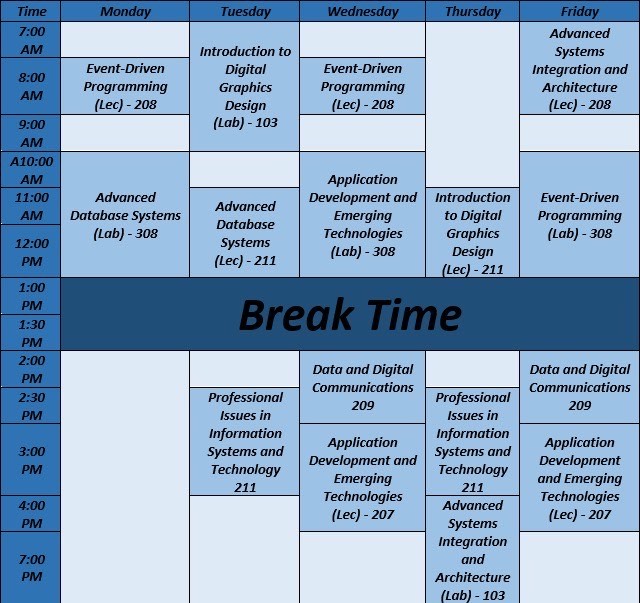 Time Monday Tuesday Wednesday Thursday Friday
7:00
AM
Introduction to
Digital
Graphics
Design
(Lab) - 103
Advanced
Systems
Integration and
Architecture
(Lec) - 208
8:00
AM
Event-Driven
Programming
(Lec) - 208
Event-Driven
Programming
(Lec) - 208
9:00
AM
A10:00
AM
Advanced
Database Systems
(Lab) - 308
Application
Development and
Emerging
Technologies
(Lab) - 308
Event-Driven
Programming
(Lab) - 308
11:00
AM
Advanced
Database
Systems
(Lec) - 211
Introduction
to Digital
Graphics
Design
(Lec) - 211
12:00
PM
1:00
PM
Break Time
1:30
PM
2:00
PM
Data and Digital
Communications
209
Data and Digital
Communications
209
2:30
PM
Professional
Issues in
Information
Systems and
Technology
211
Professional
Issues in
Information
Systems and
Technology
211
3:00
PM
Application
Development and
Emerging
Technologies
(Lec) - 207
Application
Development
and Emerging
Technologies
(Lec) - 207
4:00
PM
Advanced
Systems
Integration
and
Architecture
(Lab) - 103
7:00
PM